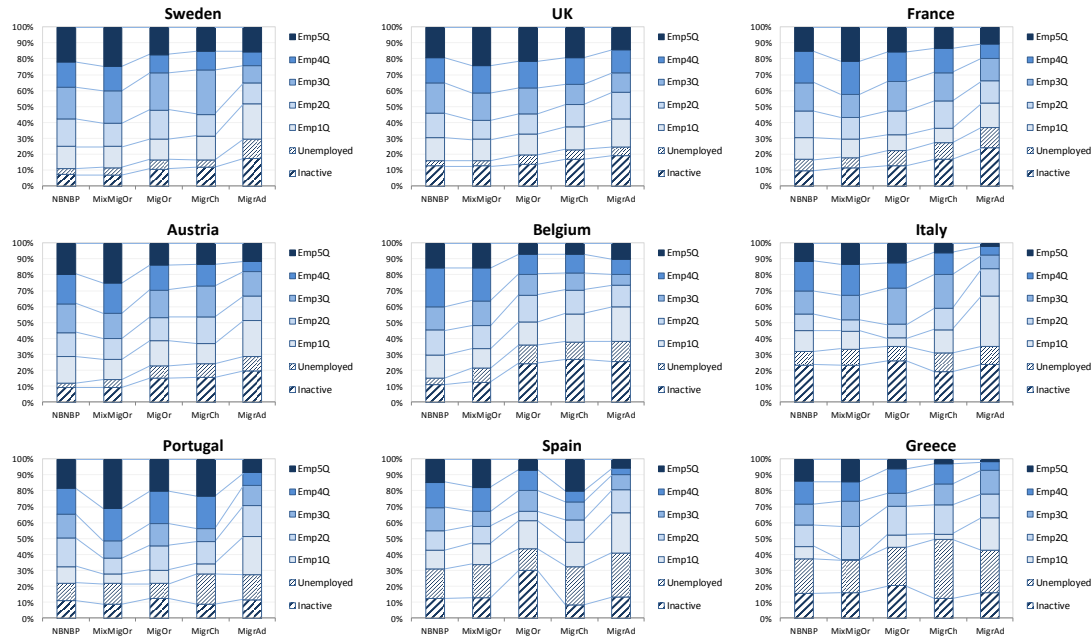 Sweden
100%
90%
80%
70%
60%
50%
40%
30%
20%
10%
0%
NBNBP MixMigOr MigOr MigrCh MigrAd
Emp5Q
Emp4Q
Emp3Q
Emp2Q
Emp1Q
Unemployed
Inactive
UK
100%
90%
80%
70%
60%
50%
40%
30%
20%
10%
0%
NBNBP MixMigOr MigOr MigrCh MigrAd
Emp5Q
Emp4Q
Emp3Q
Emp2Q
Emp1Q
Unemployed
Inactive
France
100%
90%
80%
70%
60%
50%
40%
30%
20%
10%
0%
NBNBP MixMigOr MigOr MigrCh MigrAd
Emp5Q
Emp4Q
Emp3Q
Emp2Q
Emp1Q
Unemployed
Inactive
Austria
100%
90%
80%
70%
60%
50%
40%
30%
20%
10%
0%
NBNBP MixMigOr MigOr MigrCh MigrAd
Emp5Q
Emp4Q
Emp3Q
Emp2Q
Emp1Q
Unemployed
Inactive
Belgium
100%
90%
80%
70%
60%
50%
40%
30%
20%
10%
0%
NBNBP MixMigOr MigOr MigrCh MigrAd
Emp5Q
Emp4Q
Emp3Q
Emp2Q
Emp1Q
Unemployed
Inactive
Italy
100%
90%
80%
70%
60%
50%
40%
30%
20%
10%
0%
NBNBP MixMigOr MigOr MigrCh MigrAd
Emp5Q
Emp4Q
Emp3Q
Emp2Q
Emp1Q
Unemployed
Inactive
Portugal
100%
90%
80%
70%
60%
50%
40%
30%
20%
10%
0%
NBNBP MixMigOr MigOr MigrCh MigrAd
Emp5Q
Emp4Q
Emp3Q
Emp2Q
Emp1Q
Unemployed
Inactive
Spain
100%
90%
80%
70%
60%
50%
40%
30%
20%
10%
0%
NBNBP MixMigOr MigOr MigrCh MigrAd
Emp5Q
Emp4Q
Emp3Q
Emp2Q
Emp1Q
Unemployed
Inactive
Greece
100%
90%
80%
70%
60%
50%
40%
30%
20%
10%
0%
NBNBP MixMigOr MigOr MigrCh MigrAd
Emp5Q
Emp4Q
Emp3Q
Emp2Q
Emp1Q
Unemployed
Inactive